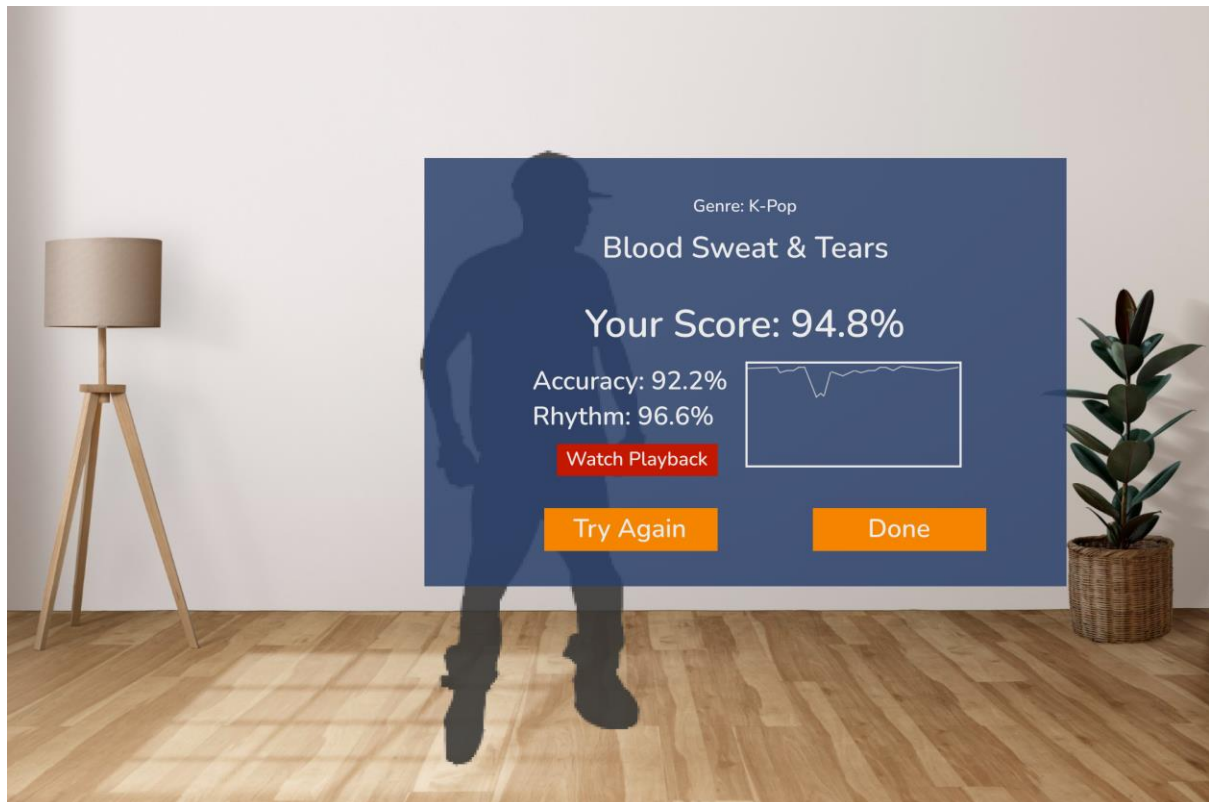 Genre: K-Pop
Blood Sweat & Tears
Your Score: 94.8%
Accuracy: 92.2%
Rhythm: 96.6%
Watch Playback
Try Again
Done